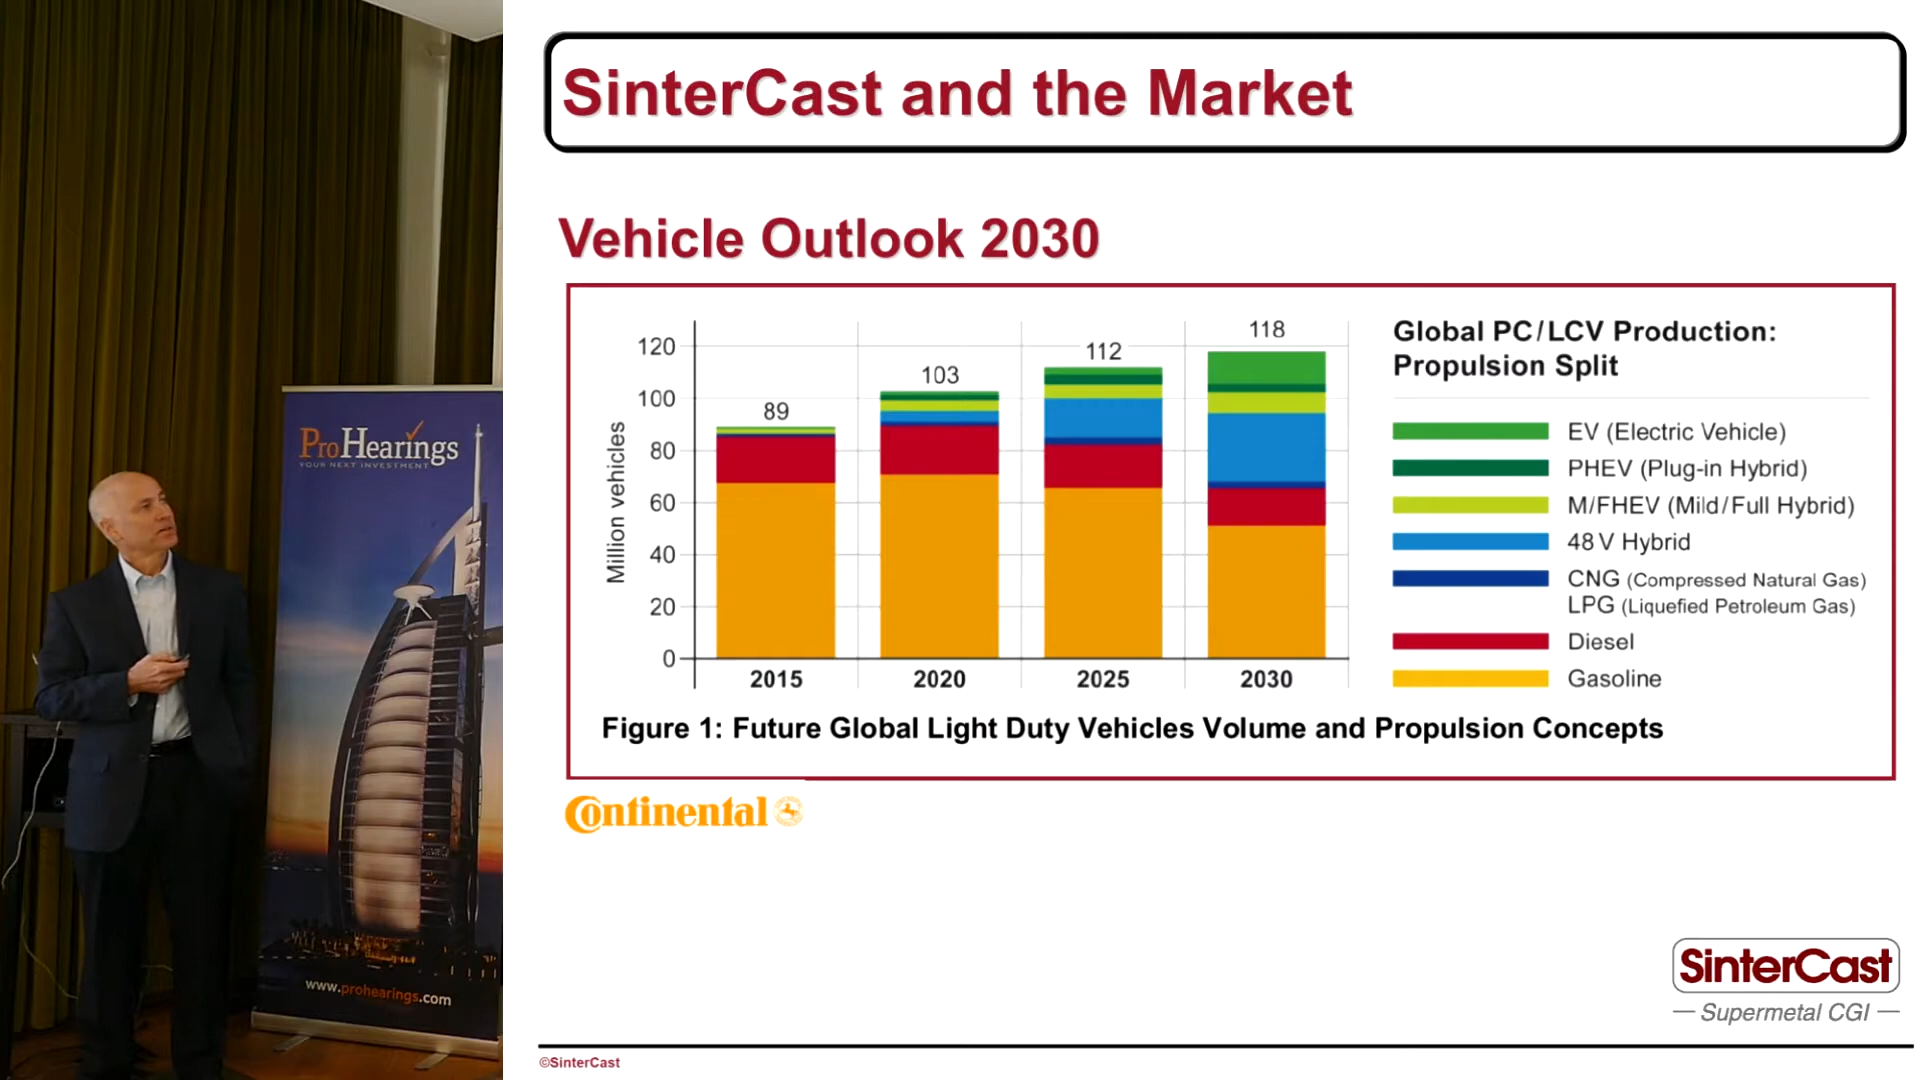 SinterCast and the Market
Vehicle Outlook 2030
Million vehicles
120
100
80
60
40
20
0
89
103
112
118
2015
2020
2025
2030
Global PC/LCV Production:
Propulsion Split
EV (Electric Vehicle)
PHEV (Plug-in Hybrid)
M/FHEV (Mild/Full Hybrid)
48 V Hybrid
CNG (Compressed Natural Gas)
LPG (Liquefied Petroleum Gas)
Diesel
Gasoline
Figure 1: Future Global Light Duty Vehicles Volume and Propulsion Concepts
Continental
SinterCast
— Supermetal CGI —
©SinterCast
ProHearings
YOUR NEXT INVESTMENT
www.prohearings.com